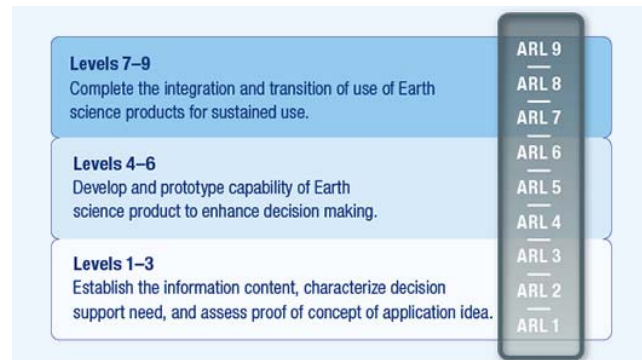 Levels 7–9
Complete the integration and transition of use of Earth
science products for sustained use.
Levels 4–6
Develop and prototype capability of Earth
science product to enhance decision making.
Levels 1–3
Establish the information content, characterize decision
support need, and assess proof of concept of application idea.
ARL 9
ARL 8
ARL 7
ARL 6
ARL 5
ARL 4
ARL 3
ARL 2
ARL 1